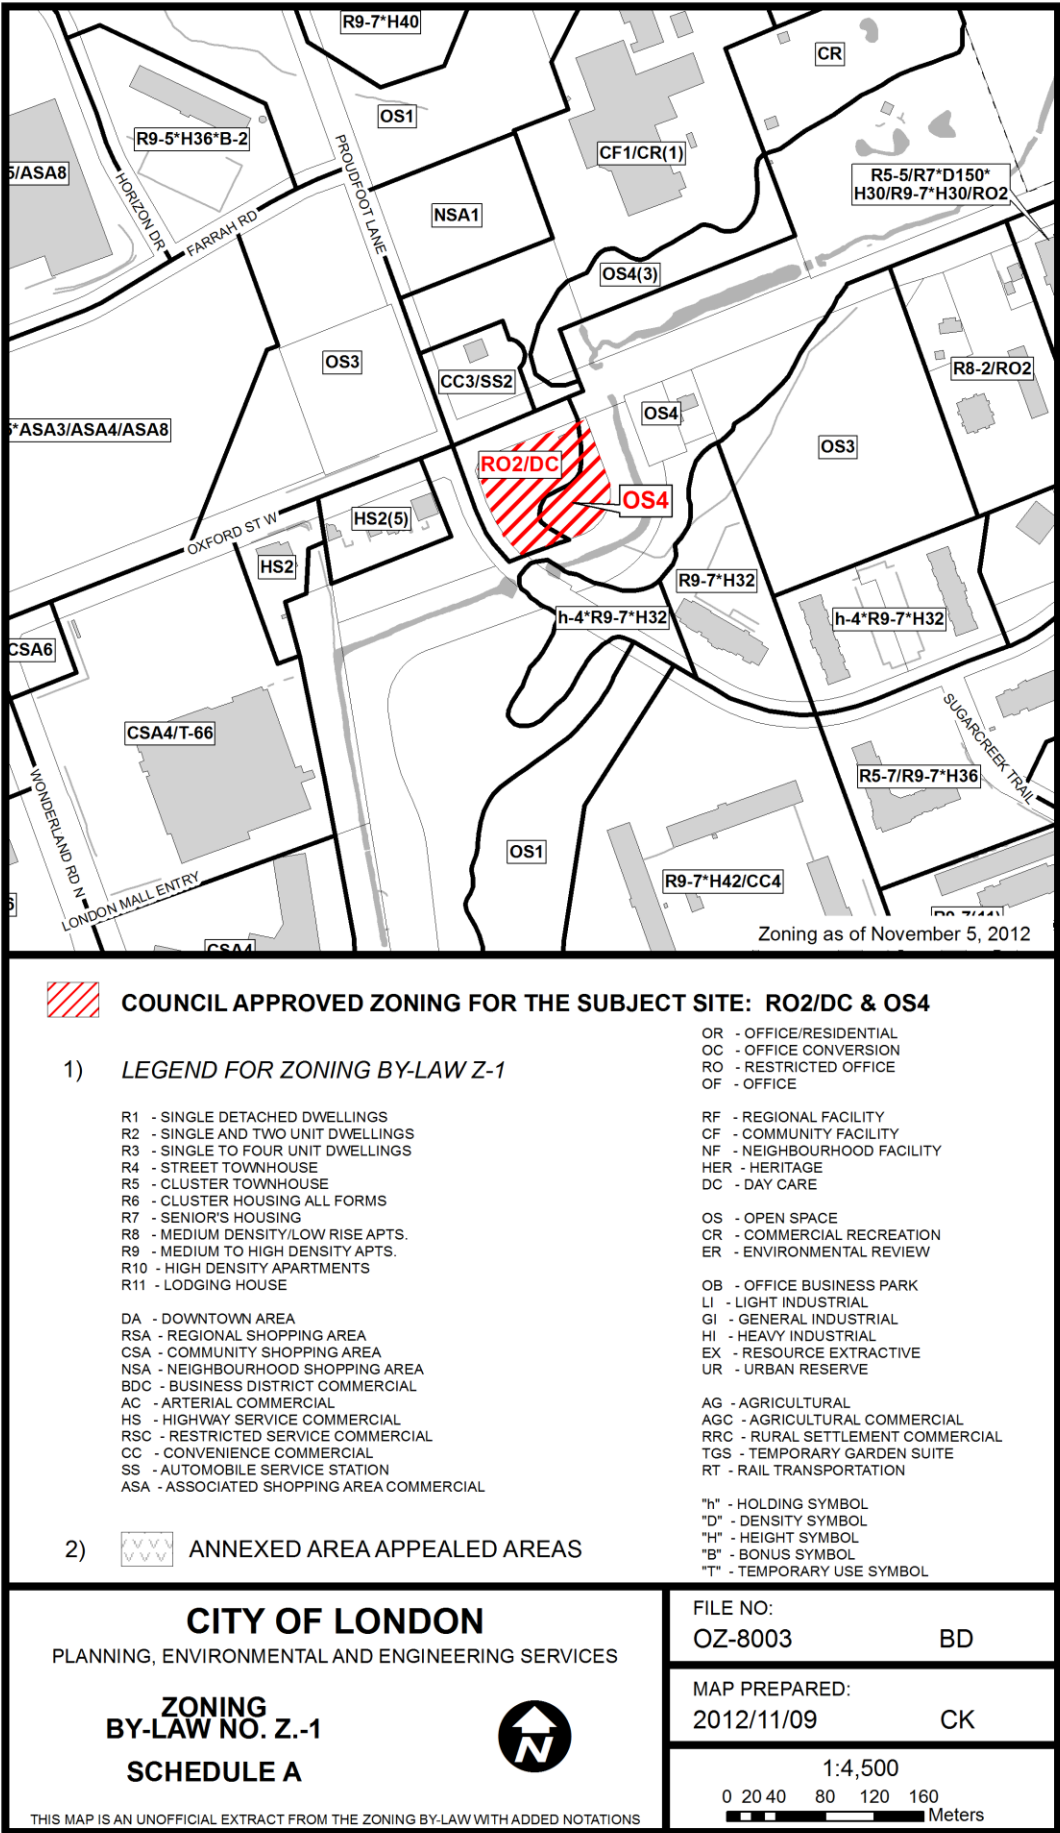 R9-7*H40
CR
OS1
R9-5*H36*B-2
PROUDFOOT LANE
CF1/CR(1)
5/ASA8
R5-5/R7*D150*
H30/R9-7*H30/RO2
HORIZON DR
FARRAH RD
NSA1
OS4(3)
OS3
CC3/SS2
R8-2/RO2
OS4
*ASA3/ASA4/ASA8
OS3
RO2/DC
OS4
HS2(5)
OXFORD ST W
HS2
R9-7*H32
h-4*R9-7*H32
h-4*R9-7*H32
CSA6
SUGARCREEK TRAIL
CSA4/T-66
R5-7/R9-7*H36
WONDERLAND RD N
OS1
R9-7*H42/CC4
LONDON MALL ENTRY
R9-7(11)
CSA4
Zoning as of November 5, 2012
COUNCIL APPROVED ZONING FOR THE SUBJECT SITE: RO2/DC & OS4
1) LEGEND FOR ZONING BY-LAW Z-1
R1 - SINGLE DETACHED DWELLINGS
R2 - SINGLE AND TWO UNIT DWELLINGS
R3 - SINGLE TO FOUR UNIT DWELLINGS
R4 - STREET TOWNHOUSE
R5 - CLUSTER TOWNHOUSE
R6 - CLUSTER HOUSING ALL FORMS
R7 - SENIOR'S HOUSING
R8 - MEDIUM DENSITY/LOW RISE APTS.
R9 - MEDIUM TO HIGH DENSITY APTS.
R10 - HIGH DENSITY APARTMENTS
R11 - LODGING HOUSE
DA - DOWNTOWN AREA
RSA - REGIONAL SHOPPING AREA
CSA - COMMUNITY SHOPPING AREA
NSA - NEIGHBOURHOOD SHOPPING AREA
BDC - BUSINESS DISTRICT COMMERCIAL
AC - ARTERIAL COMMERCIAL
HS - HIGHWAY SERVICE COMMERCIAL
RSC - RESTRICTED SERVICE COMMERCIAL
CC - CONVENIENCE COMMERCIAL
SS - AUTOMOBILE SERVICE STATION
ASA - ASSOCIATED SHOPPING AREA COMMERCIAL
OR - OFFICE/RESIDENTIAL
OC - OFFICE CONVERSION
RO - RESTRICTED OFFICE
OF - OFFICE
RF - REGIONAL FACILITY
CF - COMMUNITY FACILITY
NF - NEIGHBOURHOOD FACILITY
HER - HERITAGE
DC - DAY CARE
OS - OPEN SPACE
CR - COMMERCIAL RECREATION
ER - ENVIRONMENTAL REVIEW
OB - OFFICE BUSINESS PARK
LI - LIGHT INDUSTRIAL
GI - GENERAL INDUSTRIAL
HI - HEAVY INDUSTRIAL
EX - RESOURCE EXTRACTIVE
UR - URBAN RESERVE
AG - AGRICULTURAL
AGC - AGRICULTURAL COMMERCIAL
RRC - RURAL SETTLEMENT COMMERCIAL
TGS - TEMPORARY GARDEN SUITE
RT - RAIL TRANSPORTATION
"h" - HOLDING SYMBOL
"D" - DENSITY SYMBOL
"H" - HEIGHT SYMBOL
"B" - BONUS SYMBOL
"T" - TEMPORARY USE SYMBOL
2) ANNEXED AREA APPEALED AREAS
CITY OF LONDON
PLANNING, ENVIRONMENTAL AND ENGINEERING SERVICES
ZONING
BY-LAW NO. Z.-1
SCHEDULE A
N
THIS MAP IS AN UNOFFICIAL EXTRACT FROM THE ZONING BY-LAW WITH ADDED NOTATIONS
FILE NO:
OZ-8003 BD
MAP PREPARED:
2012/11/09 CK
1:4,500
0 20 40 80 120 160
Meters